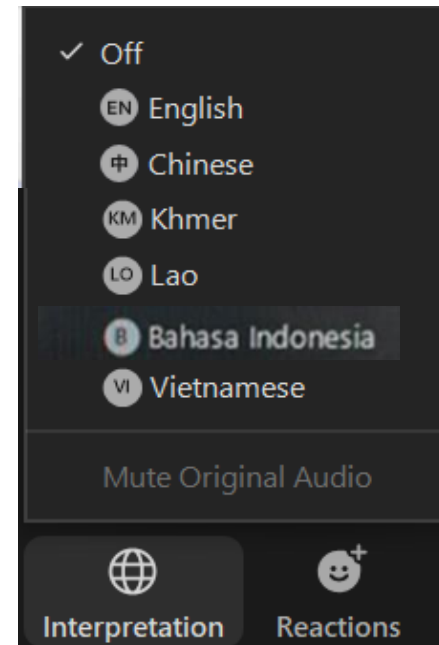 Off
EN English
中 Chinese
KM Khmer
LO Lao
B Bahasa Indonesia
VI Vietnamese
Mute Original Audio
Interpretation Reactions